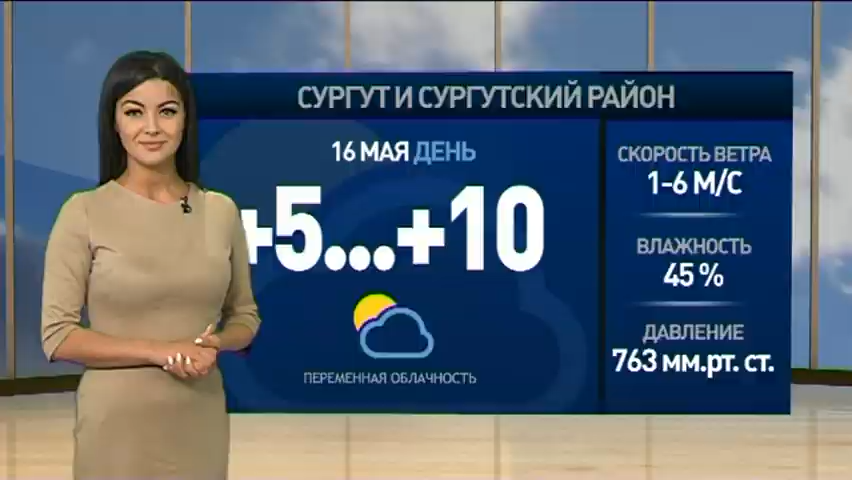 СУРГУТ И СУРГУТСКИЙ РАЙОН
16 МАЯ ДЕНЬ
+5...+10
ПЕРЕМЕННАЯ ОБЛАЧНОСТЬ
СКОРОСТЬ ВЕТРА
1-6 М/С
ВЛАЖНОСТЬ
45 %
ДАВЛЕНИЕ
763 мм.рт. ст.